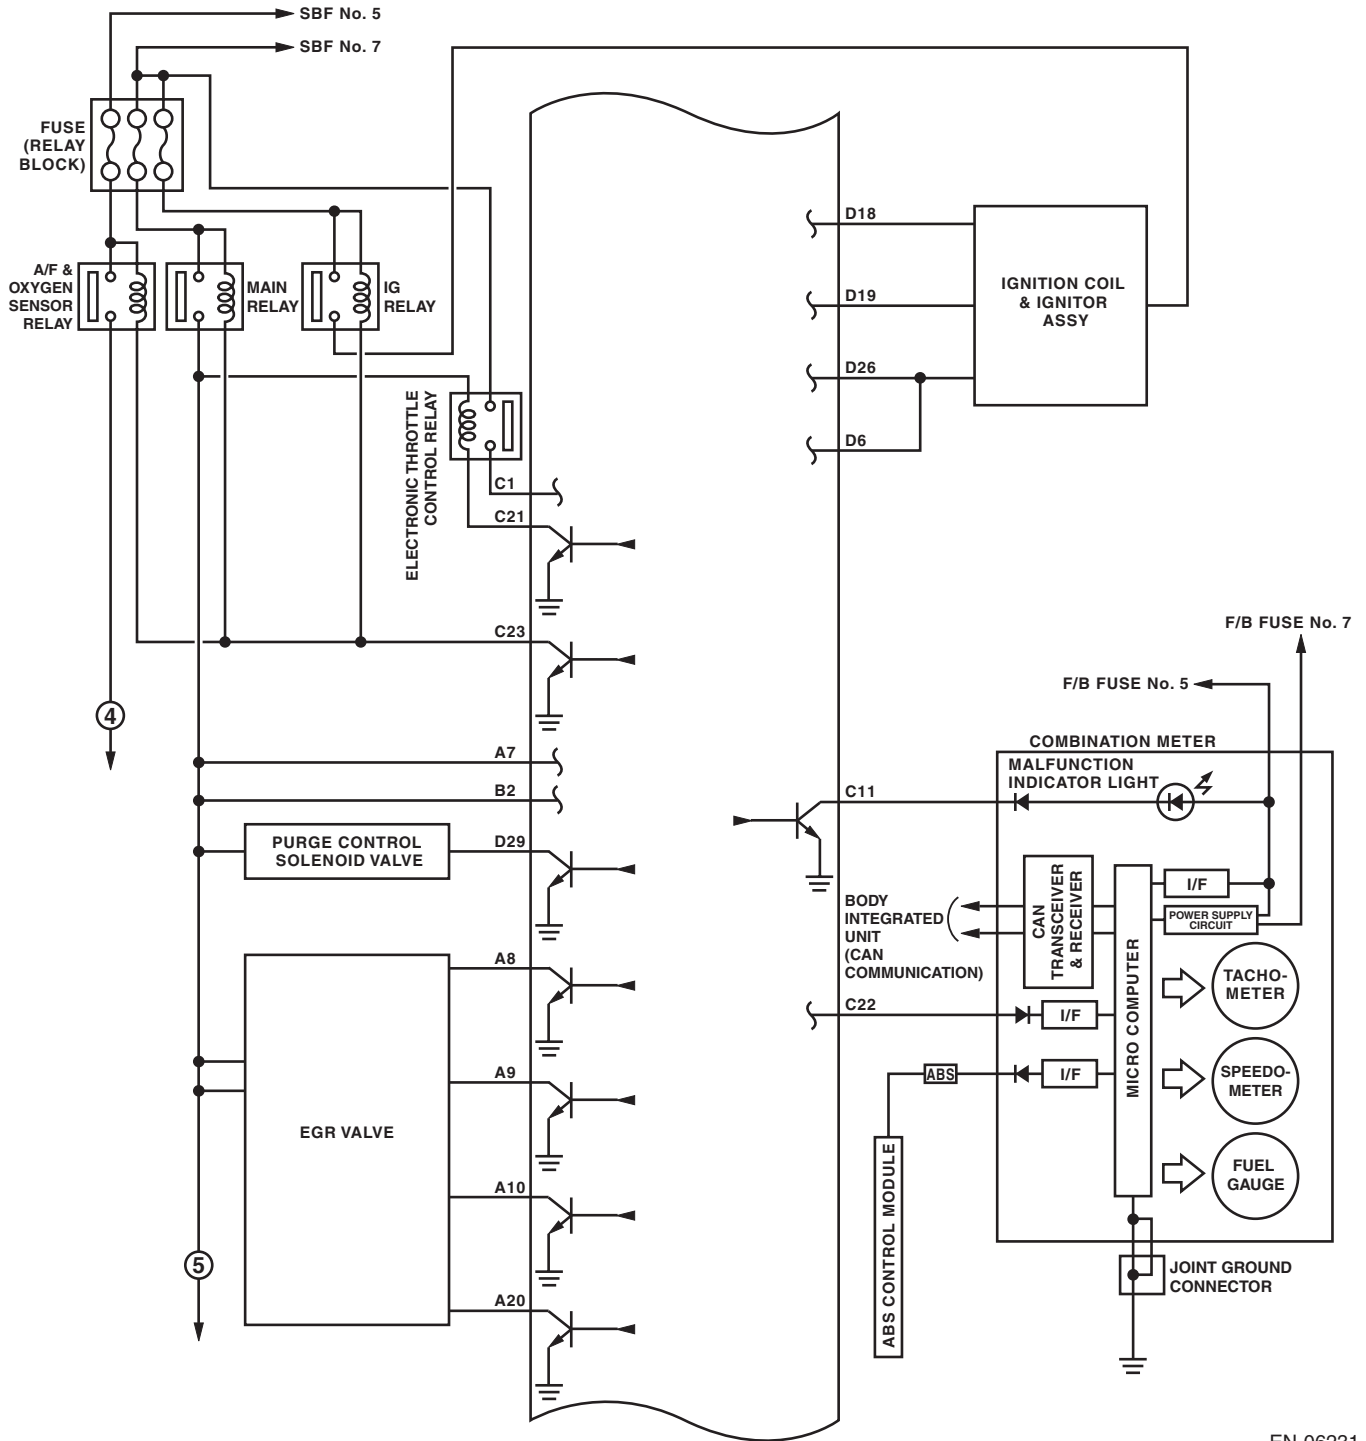 SBF No. 5
SBF No. 7
FUSE
(RELAY
BLOCK)
A/F &
OXYGEN
SENSOR
RELAY
MAIN
RELAY
IG
RELAY
ELECTRONIC THROTTLE
CONTROL RELAY
C1
C21
C23
4
A7
B2
PURGE CONTROL
SOLENOID VALVE
D29
A8
A9
EGR VALVE
A10
A20
5
D18
D19
D26
D6
IGNITION COIL
& IGNITOR
ASSY
F/B FUSE No. 7
F/B FUSE No. 5
COMBINATION METER
MALFUNCTION
INDICATOR LIGHT
C11
BODY
INTEGRATED
UNIT
(CAN
COMMUNICATION)
CAN
TRANSCEIVER
& RECEIVER
MICRO COMPUTER
I/F
POWER SUPPLY
CIRCUIT
TACHO-
METER
C22
I/F
ABS
I/F
SPEEDO-
METER
FUEL
GAUGE
ABS CONTROL MODULE
JOINT GROUND
CONNECTOR